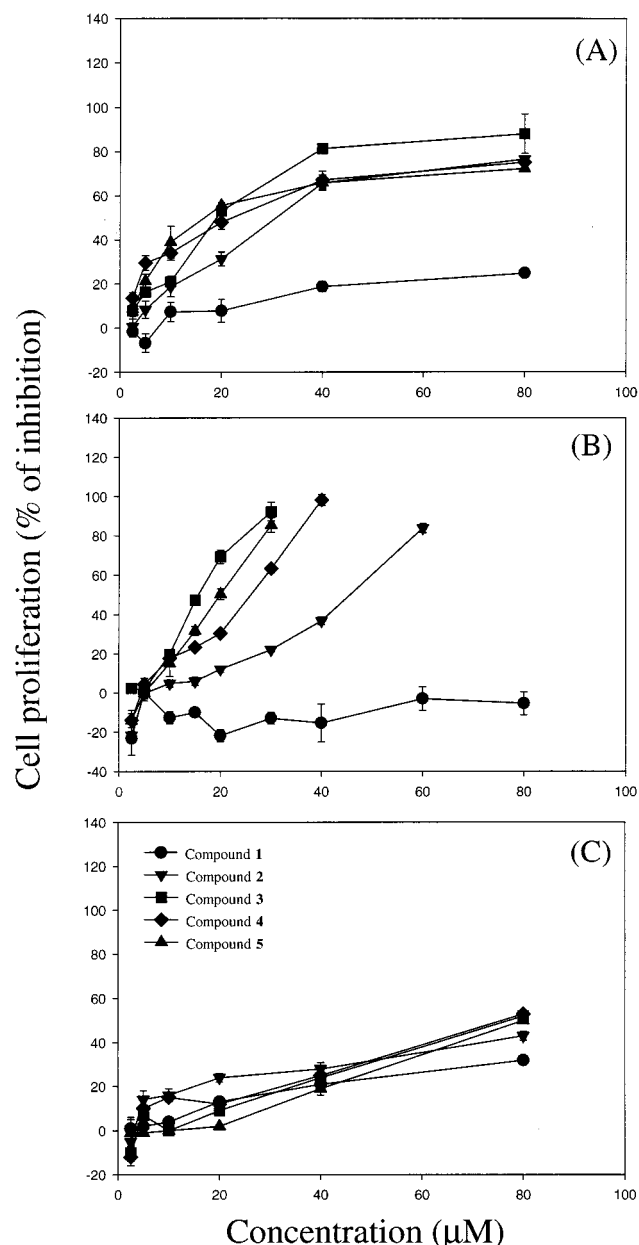 Cell proliferation (% of inhibition)
(A)
140
120
100
80
60
40
20
0
-20
0 20 40 60 80 100
(B)
140
120
100
80
60
40
20
0
-20
-40
0 20 40 60 80 100
(C)
140
120
100
80
60
40
20
0
-20
Compound 1
Compound 2
Compound 3
Compound 4
Compound 5
0 20 40 60 80 100
Concentration (μM)